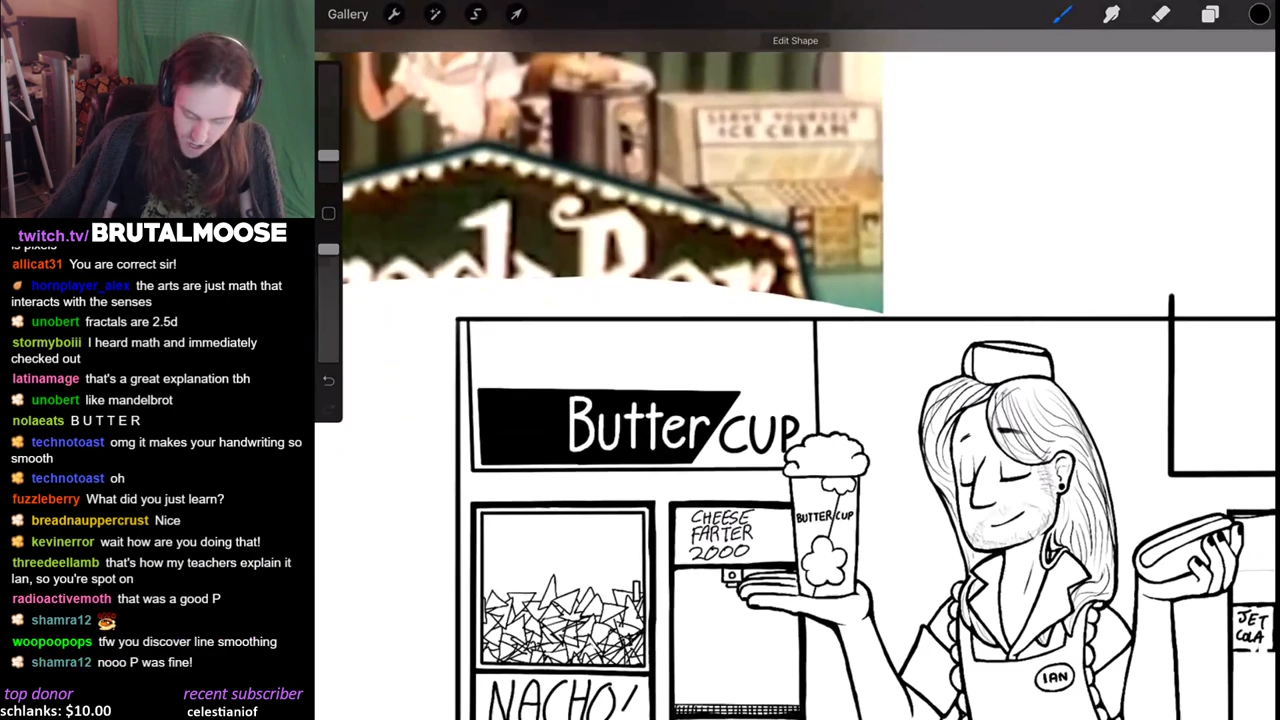 Gallery
Edit Shape
SERVE YOURSELF
ICE CREAM
twitch.tv/BRUTALMOOSE
allicat31 You are correct sir!
hornplayer_alex the arts are just math that
interacts with the senses
unobert fractals are 2.5d
stormyboiii I heard math and immediately
checked out
latinamage that's a great explanation tbh
unobert like mandelbrot
nolaeats B U T T E R
technotoast omg it makes your handwriting so
smooth
technotoast oh
fuzzleberry What did you just learn?
breadnauppercrust Nice
kevinerror wait how are you doing that!
threedeellamb that's how my teachers explain it
Ian, so you're spot on
radioactivemoth that was a good P
shamra12
woopoopops tfw you discover line smoothing
shamra12 nooo P was fine!
top donor
schlanks: $10.00
recent subscriber
celestianiof
Butter/CUP
CHEESE
FARTER
2000
BUTTER/CUP
NACHO!
IAN
JET
COLA